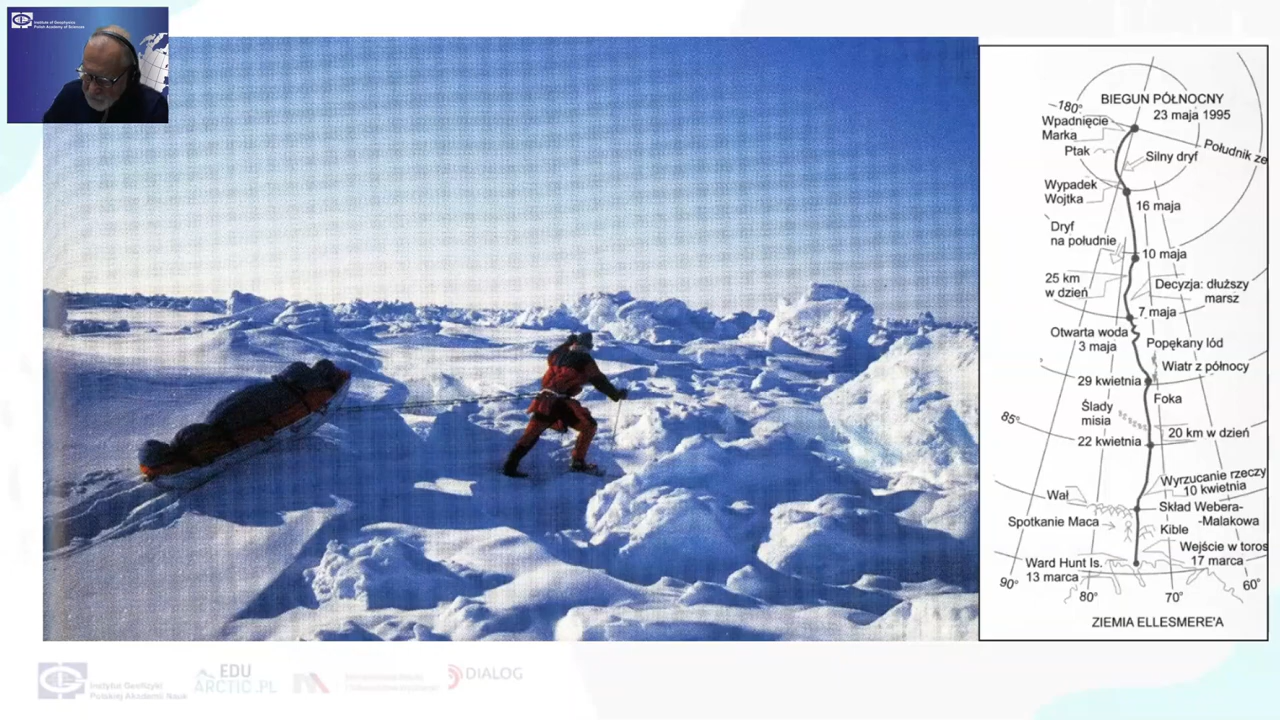 Institute of Geophysics
Polish Academy of Sciences
BIEGUN PÓŁNOCNY
23 maja 1995
180°
Wpadnięcie
Marka
Ptak
Silny dryf
Południk ze
Wypadek
Wojtka
16 maja
Dryf
na południe
10 maja
25 km
w dzień
Decyzja: dłuższy
marsz
7 maja
Otwarta woda
3 maja
Popękany lód
Wiatr z północy
29 kwietnia
Foka
Ślady
misia
85°
20 km w dzień
22 kwietnia
Wyrzucanie rzeczy
10 kwietnia
Wał
Skład Webera-
-Malakowa
Spotkanie Maca
Kible
Wejście w toros
17 marca
Ward Hunt Is.
13 marca
90°
80°
70°
60°
ZIEMIA ELLESMERE'A
Instytut Geofizyki
Polskiej Akademii Nauk
EDU
ARCTIC.PL
DIALOG